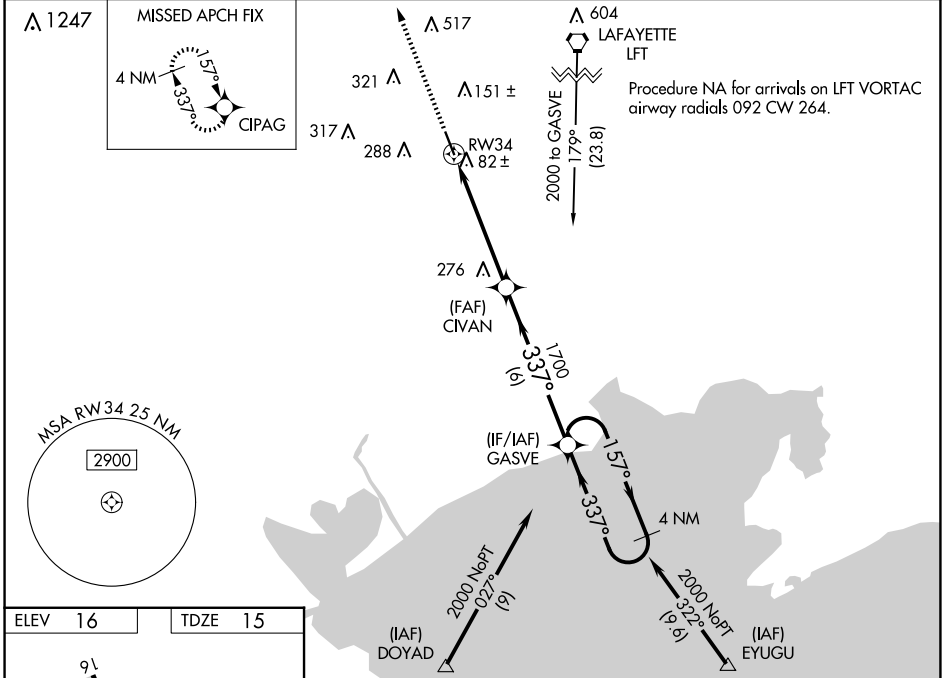 1247
MISSED APCH FIX
4 NM
157°
337°
CIPAG
517
321
151 ±
317
288
RW34
82 ±
604
LAFAYETTE
LFT
2000 to GASVE
179°
(23.8)
Procedure NA for arrivals on LFT VORTAC
airway radials 092 CW 264.
276
(FAF)
CIVAN
1700
337°
(6)
(IF/IAF)
GASVE
157°
337°
4 NM
MSA RW34 25 NM
2900
2000 NoPT
027°
(9)
(IAF)
DOYAD
2000 NoPT
322°
(9.6)
(IAF)
EYUGU
ELEV 16
TDZE 15
16